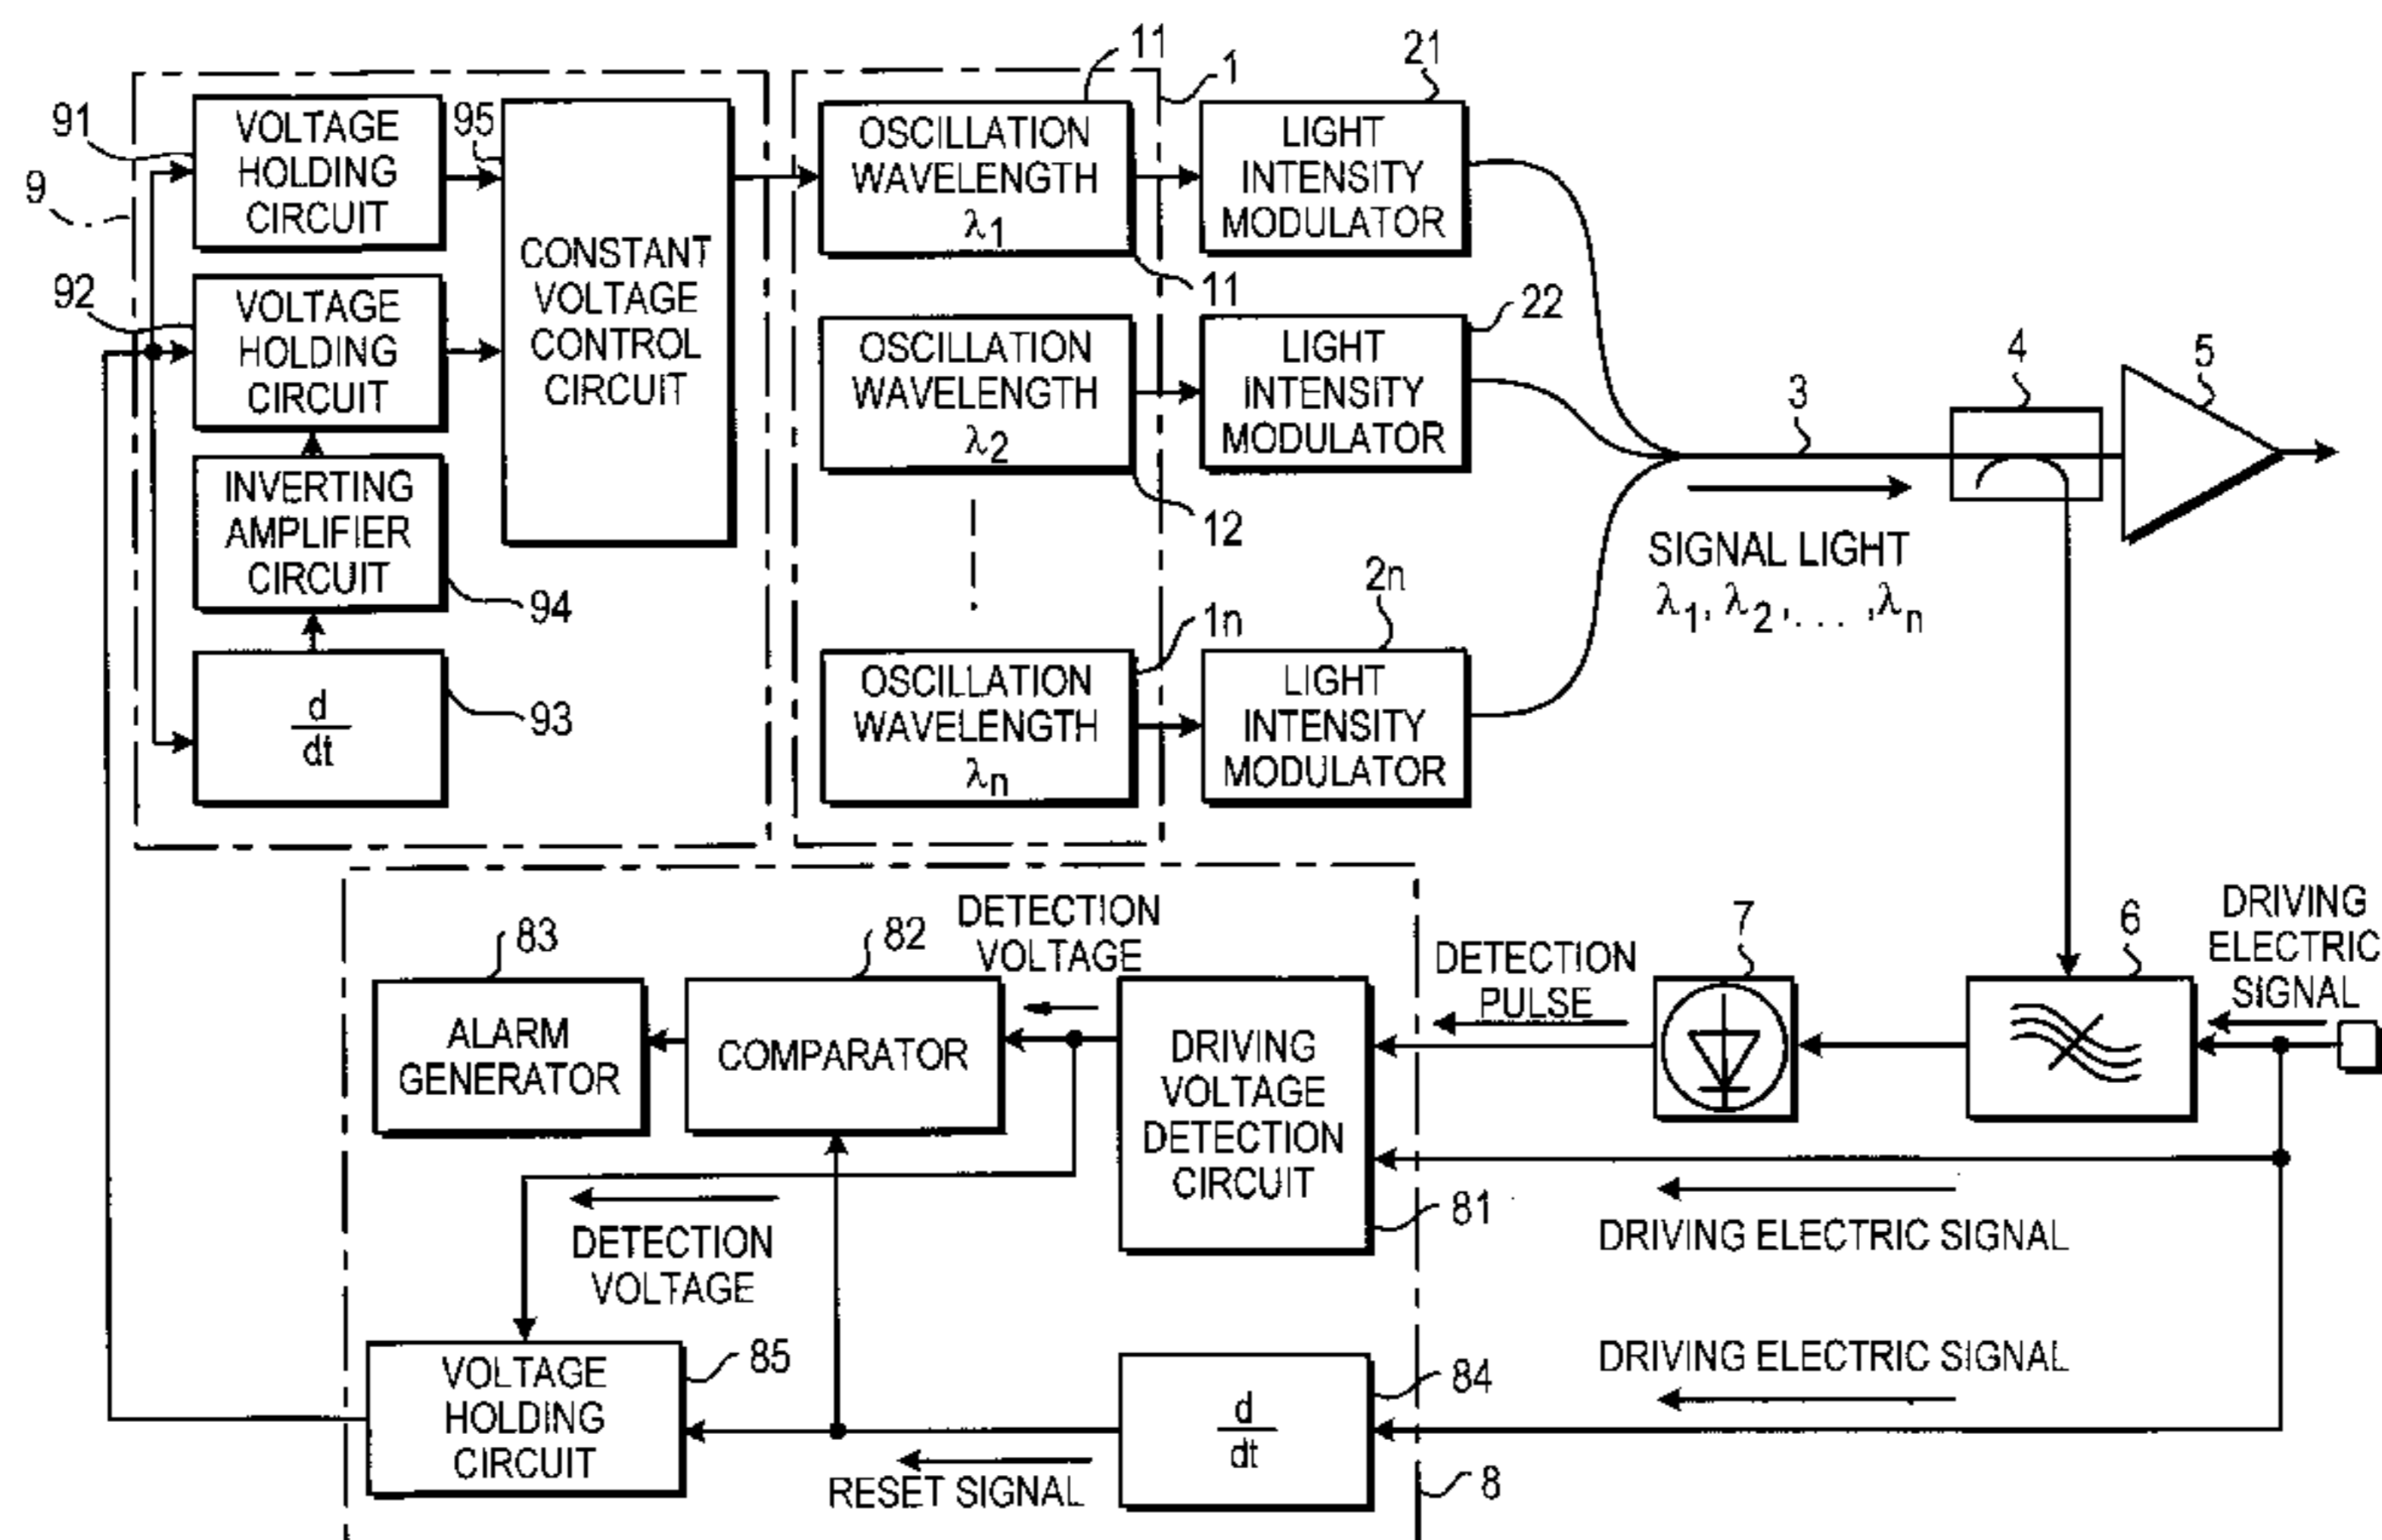 11
1
21
91
VOLTAGE
HOLDING
CIRCUIT
95
CONSTANT
VOLTAGE
CONTROL
CIRCUIT
OSCILLATION
WAVELENGTH
λ1
LIGHT
INTENSITY
MODULATOR
9
92
VOLTAGE
HOLDING
CIRCUIT
11
OSCILLATION
WAVELENGTH
λ2
22
LIGHT
INTENSITY
MODULATOR
3
4
5
INVERTING
AMPLIFIER
CIRCUIT
94
12
SIGNAL LIGHT
λ1, λ2, . . . ,λn
d
dt
93
1n
OSCILLATION
WAVELENGTH
λn
2n
LIGHT
INTENSITY
MODULATOR
83
ALARM
GENERATOR
82
COMPARATOR
DETECTION
VOLTAGE
DRIVING
VOLTAGE
DETECTION
CIRCUIT
81
DETECTION
PULSE
7
6
DRIVING
ELECTRIC
SIGNAL
DETECTION
VOLTAGE
DRIVING ELECTRIC SIGNAL
VOLTAGE
HOLDING
CIRCUIT
85
RESET SIGNAL
d
dt
84
DRIVING ELECTRIC SIGNAL
8